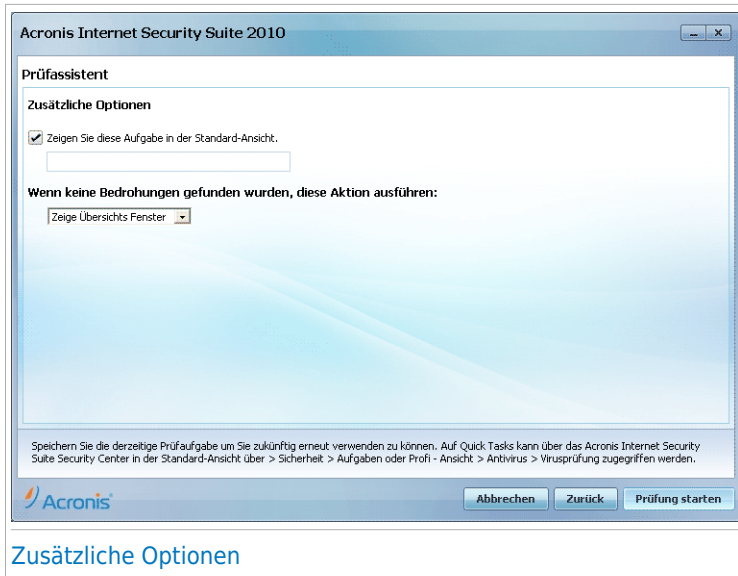 Acronis Internet Security Suite 2010
Prüfassistent
Zusätzliche Optionen
Zeigen Sie diese Aufgabe in der Standard-Ansicht.
Wenn keine Bedrohungen gefunden wurden, diese Aktion ausführen:
Zeige Übersichts Fenster
Speichern Sie die derzeitige Prüfaufgabe um Sie zukünftig erneut verwenden zu können. Auf Quick Tasks kann über das Acronis Internet Security
Suite Security Center in der Standard-Ansicht über > Sicherheit > Aufgaben oder Profi - Ansicht > Antivirus > Virusprüfung zugegriffen werden.
Acronis
Abbrechen Zurück Prüfung starten
Zusätzliche Optionen